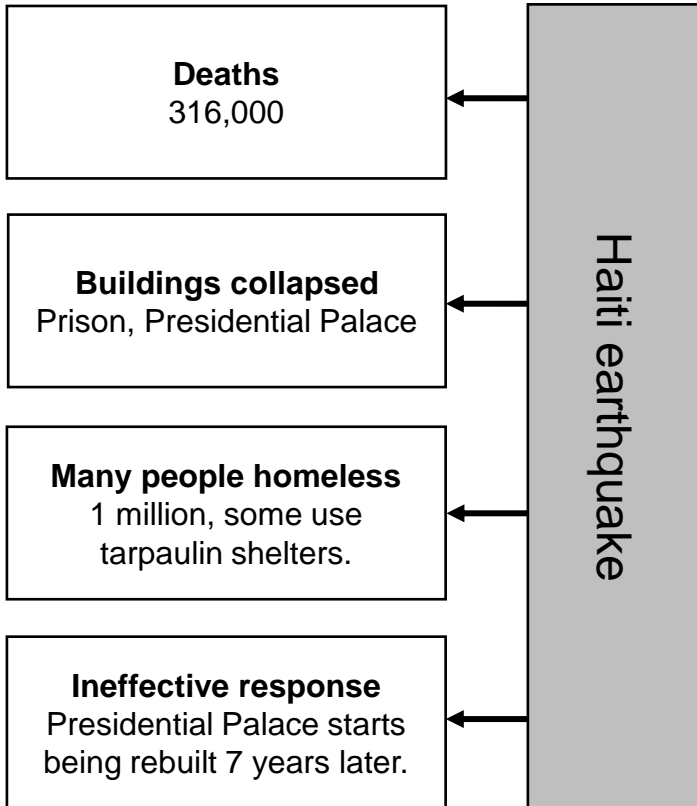 Deaths
316,000
Buildings collapsed
Prison, Presidential Palace
Many people homeless
1 million, some use
tarpaulin shelters.
Ineffective response
Presidential Palace starts
being rebuilt 7 years later.
Haiti earthquake